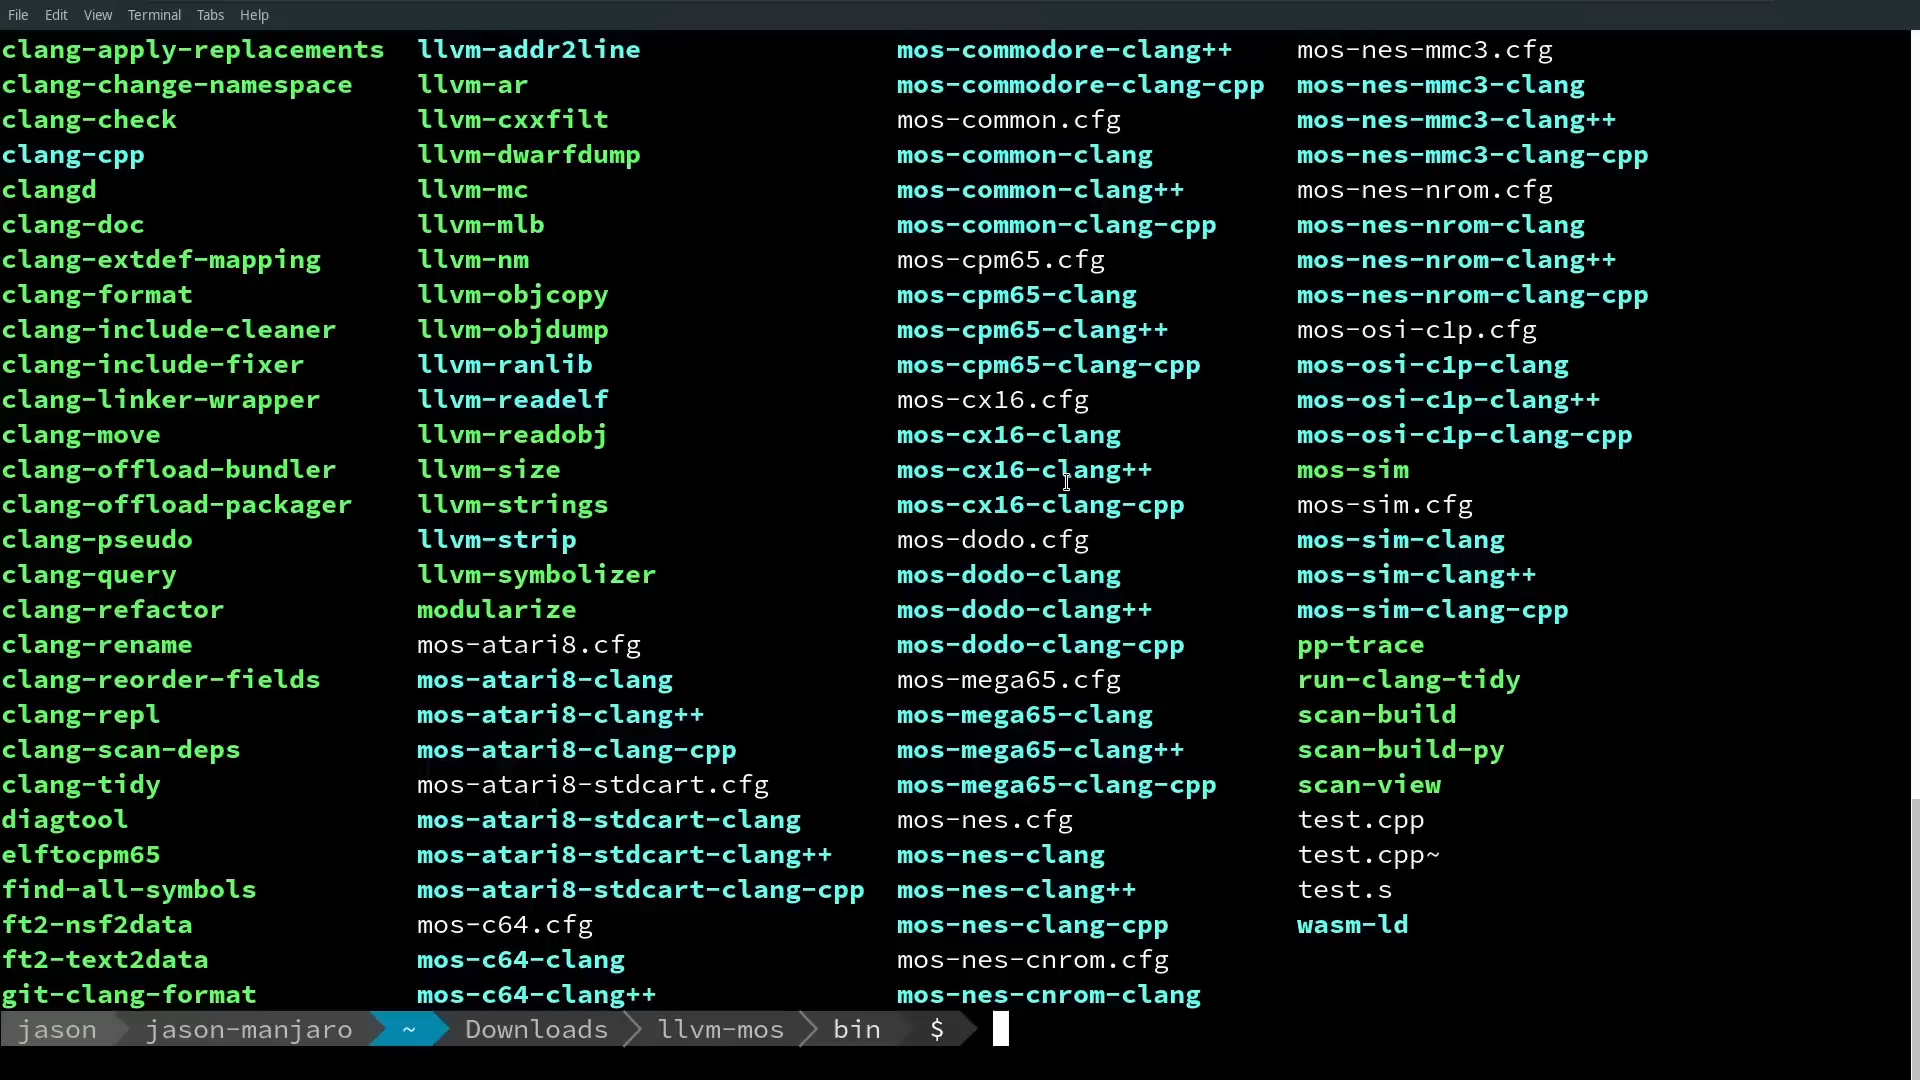 File Edit View Terminal Tabs Help
clang-apply-replacements llvm-addr2line mos-commodore-clang++ mos-nes-mmc3.cfg
clang-change-namespace llvm-ar mos-commodore-clang-cpp mos-nes-mmc3-clang
clang-check llvm-cxxfilt mos-common.cfg mos-nes-mmc3-clang++
clang-cpp llvm-dwarfdump mos-common-clang mos-nes-mmc3-clang-cpp
clangd llvm-mc mos-common-clang++ mos-nes-nrom.cfg
clang-doc llvm-mlb mos-common-clang-cpp mos-nes-nrom-clang
clang-extdef-mapping llvm-nm mos-cpm65.cfg mos-nes-nrom-clang++
clang-format llvm-objcopy mos-cpm65-clang mos-nes-nrom-clang-cpp
clang-include-cleaner llvm-objdump mos-cpm65-clang++ mos-osi-c1p.cfg
clang-include-fixer llvm-ranlib mos-cpm65-clang-cpp mos-osi-c1p-clang
clang-linker-wrapper llvm-readelf mos-cx16.cfg mos-osi-c1p-clang++
clang-move llvm-readobj mos-cx16-clang mos-osi-c1p-clang-cpp
clang-offload-bundler llvm-size mos-cx16-clang++ mos-sim
clang-offload-packager llvm-strings mos-cx16-clang-cpp mos-sim.cfg
clang-pseudo llvm-strip mos-dodo.cfg mos-sim-clang
clang-query llvm-symbolizer mos-dodo-clang mos-sim-clang++
clang-refactor modularize mos-dodo-clang++ mos-sim-clang-cpp
clang-rename mos-atari8.cfg mos-dodo-clang-cpp pp-trace
clang-reorder-fields mos-atari8-clang mos-mega65.cfg run-clang-tidy
clang-repl mos-atari8-clang++ mos-mega65-clang scan-build
clang-scan-deps mos-atari8-clang-cpp mos-mega65-clang++ scan-build-py
clang-tidy mos-atari8-stdcart.cfg mos-mega65-clang-cpp scan-view
diagtool mos-atari8-stdcart-clang mos-nes.cfg test.cpp
elftocpm65 mos-atari8-stdcart-clang++ mos-nes-clang test.cpp~
find-all-symbols mos-atari8-stdcart-clang-cpp mos-nes-clang++ test.s
ft2-nsf2data mos-c64.cfg mos-nes-clang-cpp wasm-ld
ft2-text2data mos-c64-clang mos-nes-cnrom.cfg
git-clang-format mos-c64-clang++ mos-nes-cnrom-clang
jason jason-manjaro ~ Downloads llvm-mos bin $